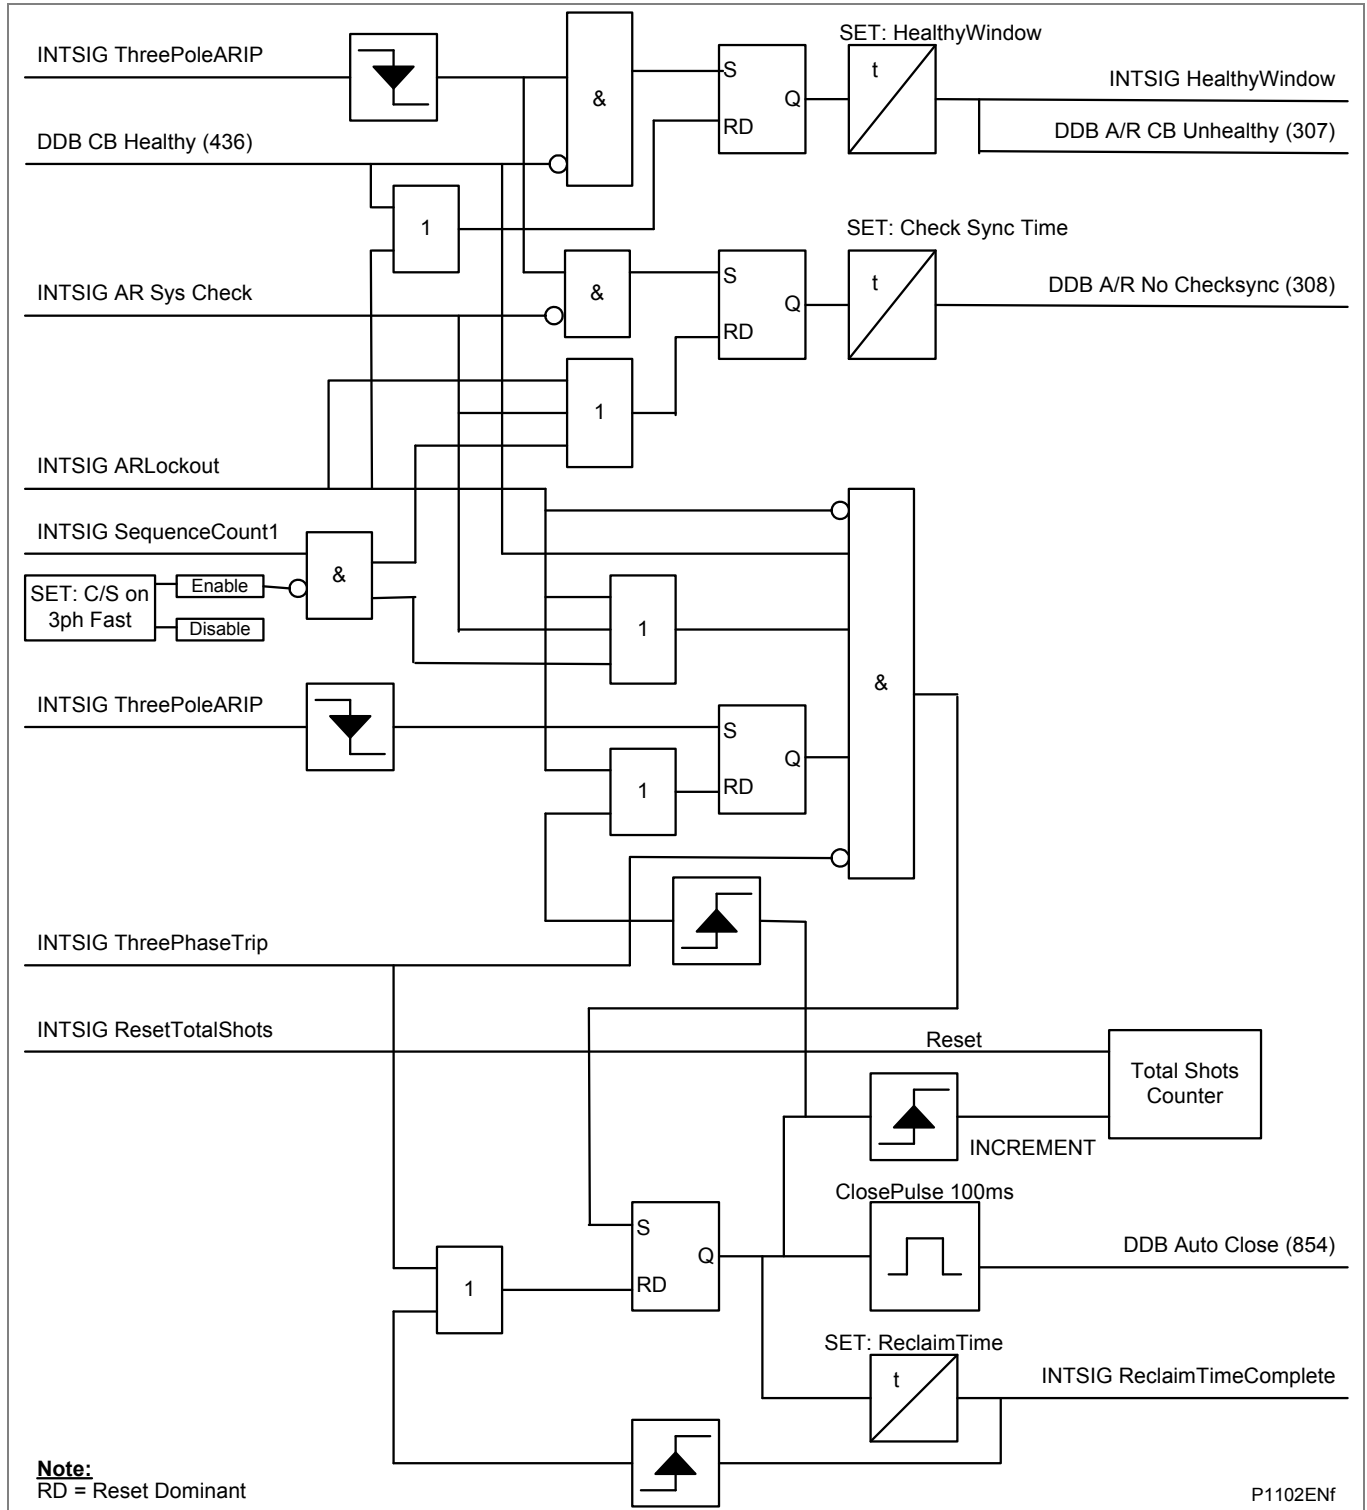 SET: HealthyWindow
INTSIG ThreePoleARIP
t
S
&
Q
RD
INTSIG HealthyWindow
DDB CB Healthy (436)
DDB A/R CB Unhealthy (307)
1
SET: Check Sync Time
INTSIG AR Sys Check
&
S
Q
RD
t
DDB A/R No Checksync (308)
1
INTSIG ARLockout
INTSIG SequenceCount1
&
SET: C/S on
3ph Fast
Enable
Disable
1
&
INTSIG ThreePoleARIP
S
Q
RD
1
INTSIG ThreePhaseTrip
INTSIG ResetTotalShots
Reset
Total Shots
Counter
INCREMENT
ClosePulse 100ms
S
Q
RD
1
DDB Auto Close (854)
SET: ReclaimTime
t
INTSIG ReclaimTimeComplete
Note:
RD = Reset Dominant
P1102ENf